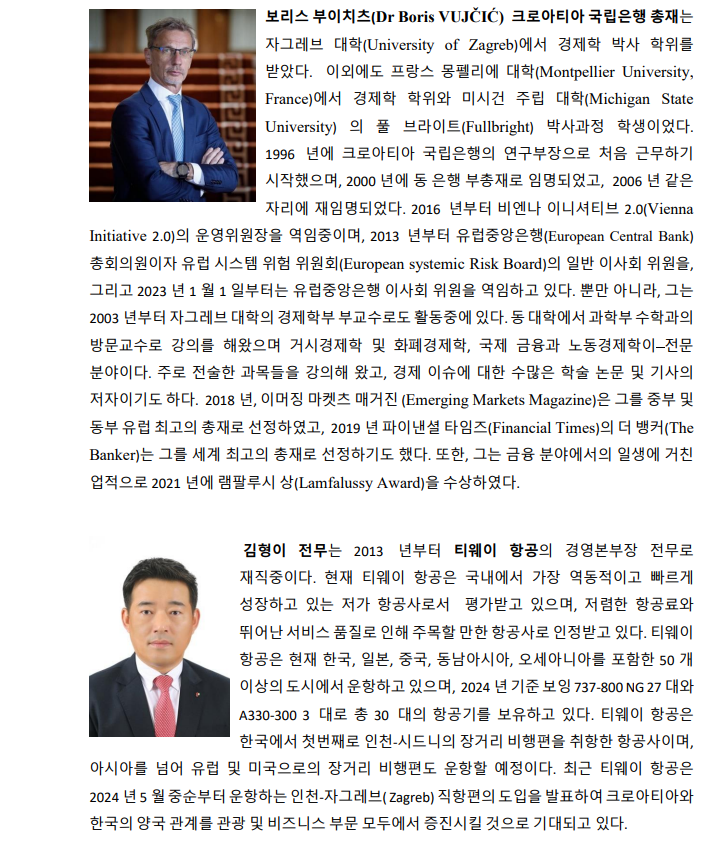 보리스 부이치츠(Dr Boris VUJČIĆ) 크로아티아 국립은행 총재는
자그레브 대학(University of Zagreb)에서 경제학 박사 학위를
받았다. 이외에도 프랑스 몽펠리에 대학(Montpellier University,
France)에서 경제학 학위와 미시건 주립 대학(Michigan State
University) 의 풀 브라이트(Fullbright) 박사과정 학생이었다.
1996 년에 크로아티아 국립은행의 연구부장으로 처음 근무하기
시작했으며, 2000 년에 동 은행 부총재로 임명되었고, 2006 년 같은
자리에 재임명되었다. 2016 년부터 비엔나 이니셔티브 2.0(Vienna
Initiative 2.0)의 운영위원장을 역임중이며, 2013 년부터 유럽중앙은행(European Central Bank)
총회의원이자 유럽 시스템 위험 위원회(European systemic Risk Board)의 일반 이사회 위원을,
그리고 2023 년 1 월 1 일부터는 유럽중앙은행 이사회 위원을 역임하고 있다. 뿐만 아니라, 그는
2003 년부터 자그레브 대학의 경제학부 부교수로도 활동중에 있다. 동 대학에서 과학부 수학과의
방문교수로 강의를 해왔으며 거시경제학 및 화폐경제학, 국제 금융과 노동경제학이 전문
분야이다. 주로 전술한 과목들을 강의해 왔고, 경제 이슈에 대한 수많은 학술 논문 및 기사의
저자이기도 하다. 2018 년, 이머징 마켓츠 매거진 (Emerging Markets Magazine)은 그를 중부 및
동부 유럽 최고의 총재로 선정하였고, 2019 년 파이낸셜 타임즈(Financial Times)의 더 뱅커(The
Banker)는 그를 세계 최고의 총재로 선정하기도 했다. 또한, 그는 금융 분야에서의 일생에 거친
업적으로 2021 년에 램팔루시 상(Lamfalussy Award)을 수상하였다.
김형이 전무는 2013 년부터 티웨이 항공의 경영본부장 전무로
재직중이다. 현재 티웨이 항공은 국내에서 가장 역동적이고 빠르게
성장하고 있는 저가 항공사로서 평가받고 있으며, 저렴한 항공료와
뛰어난 서비스 품질로 인해 주목할 만한 항공사로 인정받고 있다. 티웨이
항공은 현재 한국, 일본, 중국, 동남아시아, 오세아니아를 포함한 50 개
이상의 도시에서 운항하고 있으며, 2024 년 기준 보잉 737-800 NG 27 대와
A330-300 3 대로 총 30 대의 항공기를 보유하고 있다. 티웨이 항공은
한국에서 첫번째로 인천-시드니의 장거리 비행편을 취항한 항공사이며,
아시아를 넘어 유럽 및 미국으로의 장거리 비행편도 운항할 예정이다. 최근 티웨이 항공은
2024 년 5 월 중순부터 운항하는 인천-자그레브( Zagreb) 직항편의 도입을 발표하여 크로아티아와
한국의 양국 관계를 관광 및 비즈니스 부문 모두에서 증진시킬 것으로 기대되고 있다.